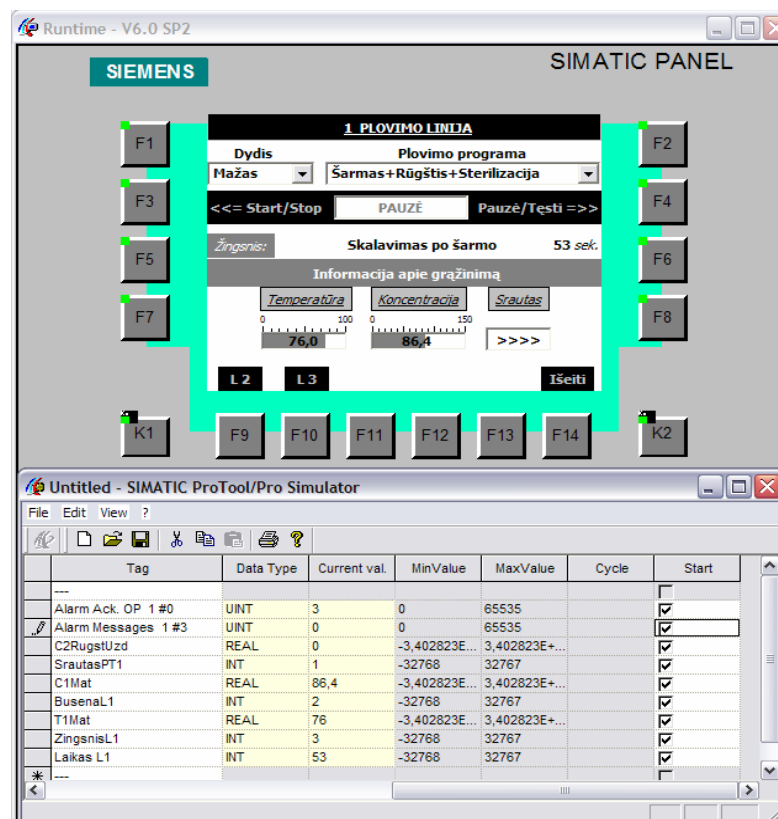 Runtime - V6.0 SP2
SIEMENS
SIMATIC PANEL
F1
1 PLOVIMO LINIJA
F2
Dydis Plovimo programa
Mažas Šarmas+Rūgštis+Sterilizacija
F3
<<= Start/Stop PAUZĖ Pauzė/Tęsti =>>
F4
Žingsnis: Skalavimas po šarmo 53 sek.
F5
F6
Informacija apie grąžinimą
Temperatūra Koncentracija Srautas
F7
0 100 0 150
F8
76,0 86,4 >>>>
L 2 L 3 Išeiti
K1 F9 F10 F11 F12 F13 F14 K2
Untitled - SIMATIC ProTool/Pro Simulator
File Edit View ?
Tag Data Type Current val. MinValue MaxValue Cycle Start
---
Alarm Ack. OP 1 #0 UINT 3 0 65535
Alarm Messages 1 #3 UINT 0 0 65535
C2RugstUzd REAL 0 -3,402823E... 3,402823E+...
SrautasPT1 INT 1 -32768 32767
C1Mat REAL 86,4 -3,402823E... 3,402823E+...
BusenaL1 INT 2 -32768 32767
T1Mat REAL 76 -3,402823E... 3,402823E+...
ZingsnisL1 INT 3 -32768 32767
Laikas L1 INT 53 -32768 32767
---